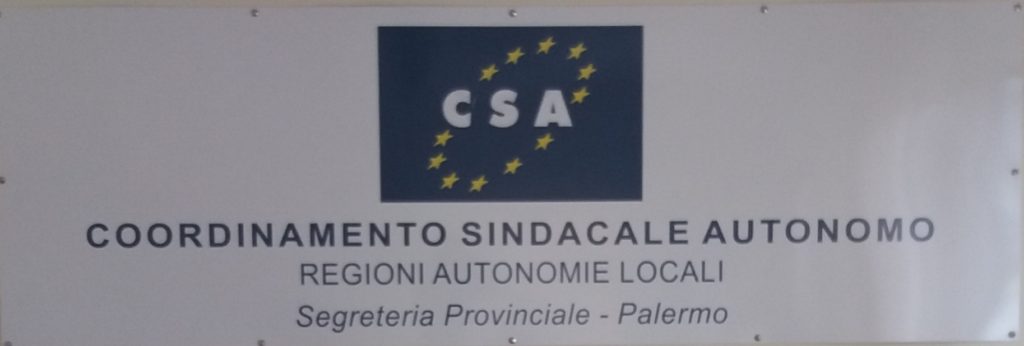 CSA
COORDINAMENTO SINDACALE AUTONOMO
REGIONI AUTONOMIE LOCALI
Segreteria Provinciale - Palermo